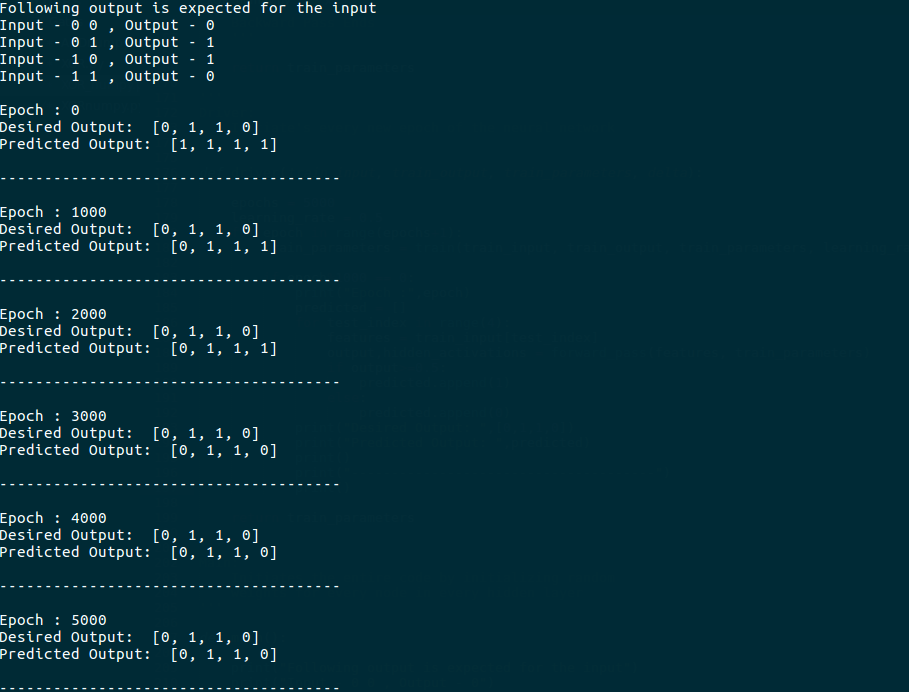 Following output is expected for the input
Input - 0 0 , Output - 0
Input - 0 1 , Output - 1
Input - 1 0 , Output - 1
Input - 1 1 , Output - 0
Epoch : 0
Desired Output:  [0, 1, 1, 0]
Predicted Output:  [1, 1, 1, 1]
--------------------------------------
Epoch : 1000
Desired Output:  [0, 1, 1, 0]
Predicted Output:  [0, 1, 1, 1]
--------------------------------------
Epoch : 2000
Desired Output:  [0, 1, 1, 0]
Predicted Output:  [0, 1, 1, 1]
--------------------------------------
Epoch : 3000
Desired Output:  [0, 1, 1, 0]
Predicted Output:  [0, 1, 1, 0]
--------------------------------------
Epoch : 4000
Desired Output:  [0, 1, 1, 0]
Predicted Output:  [0, 1, 1, 0]
--------------------------------------
Epoch : 5000
Desired Output:  [0, 1, 1, 0]
Predicted Output:  [0, 1, 1, 0]
--------------------------------------